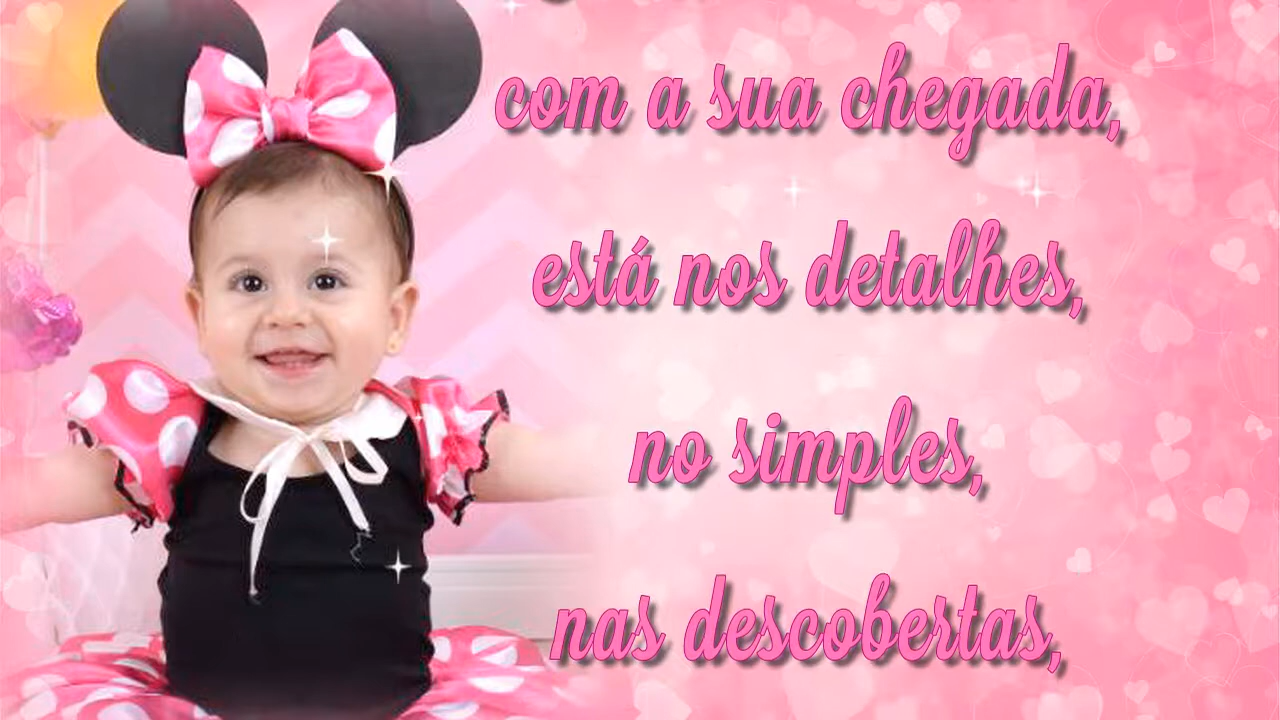 com a sua chegada,
está nos detalhes,
no simples,
nas descobertas,